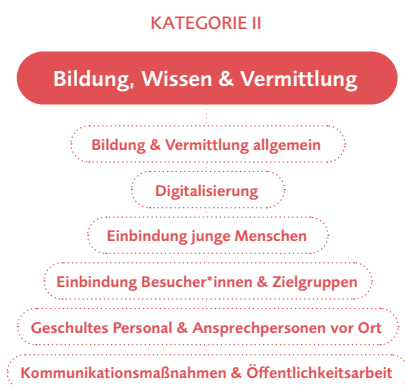 KATEGORIE II
Bildung, Wissen & Vermittlung
Bildung & Vermittlung allgemein
Digitalisierung
Einbindung junge Menschen
Einbindung Besucher*innen & Zielgruppen
Geschultes Personal & Ansprechpersonen vor Ort
Kommunikationsmaßnahmen & Öffentlichkeitsarbeit